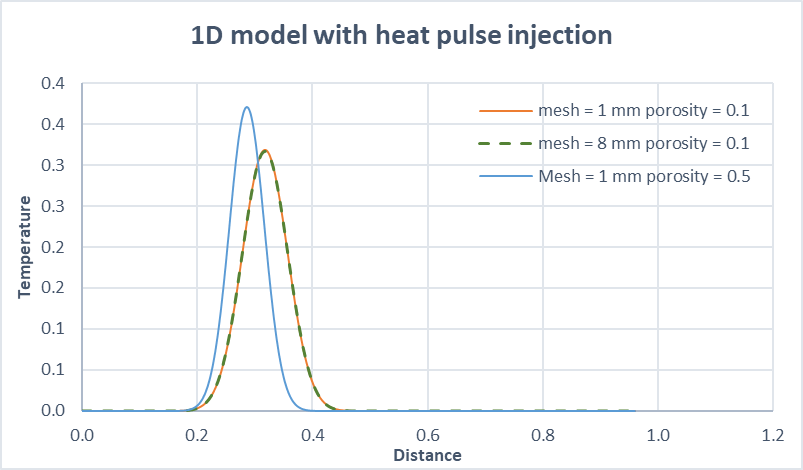 1D model with heat pulse injection
0.4
0.4
0.3
0.3
0.2
0.2
0.1
0.1
0.0
Temperature
mesh = 1 mm porosity = 0.1
mesh = 8 mm porosity = 0.1
Mesh = 1 mm porosity = 0.5
0.0 0.2 0.4 0.6 0.8 1.0 1.2
Distance